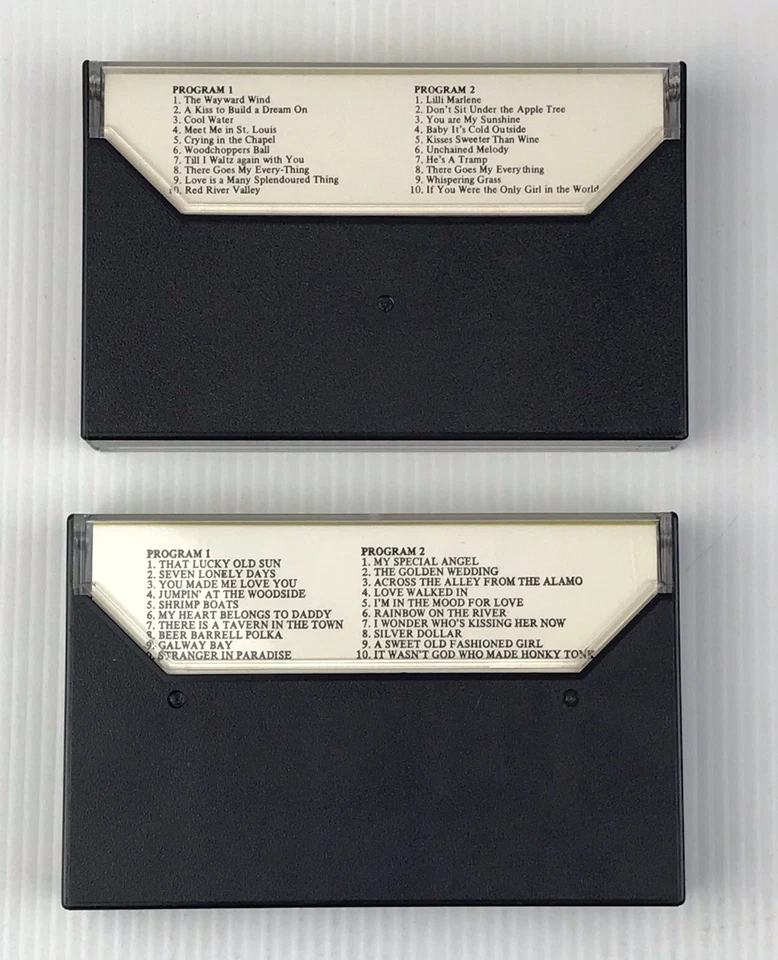 PROGRAM 1
1. The Wayward Wind
2. A Kiss to Build a Dream On
3. Cool Water
4. Meet Me in St. Louis
5. Crying in the Chapel
6. Woodchoppers Ball
7. Till I Waltz again with You
8. There Goes My Every-Thing
9. Love is a Many Splendoured Thing
10. Red River Valley
PROGRAM 2
1. Lilli Marlene
2. Don't Sit Under the Apple Tree
3. You are My Sunshine
4. Baby It's Cold Outside
5. Kisses Sweeter Than Wine
6. Unchained Melody
7. He's A Tramp
8. There Goes My Everything
9. Whispering Grass
10. If You Were the Only Girl in the World
PROGRAM 1
1. THAT LUCKY OLD SUN
2. SEVEN LONELY DAYS
3. YOU MADE ME LOVE YOU
4. JUMPIN' AT THE WOODSIDE
5. SHRIMP BOATS
6. MY HEART BELONGS TO DADDY
7. THERE IS A TAVERN IN THE TOWN
8. BEER BARRELL POLKA
9. GALWAY BAY
0. STRANGER IN PARADISE
PROGRAM 2
1. MY SPECIAL ANGEL
2. THE GOLDEN WEDDING
3. ACROSS THE ALLEY FROM THE ALAMO
4. LOVE WALKED IN
5. I'M IN THE MOOD FOR LOVE
6. RAINBOW ON THE RIVER
7. I WONDER WHO'S KISSING HER NOW
8. SILVER DOLLAR
9. A SWEET OLD FASHIONED GIRL
10. IT WASN'T GOD WHO MADE HONKY TONK